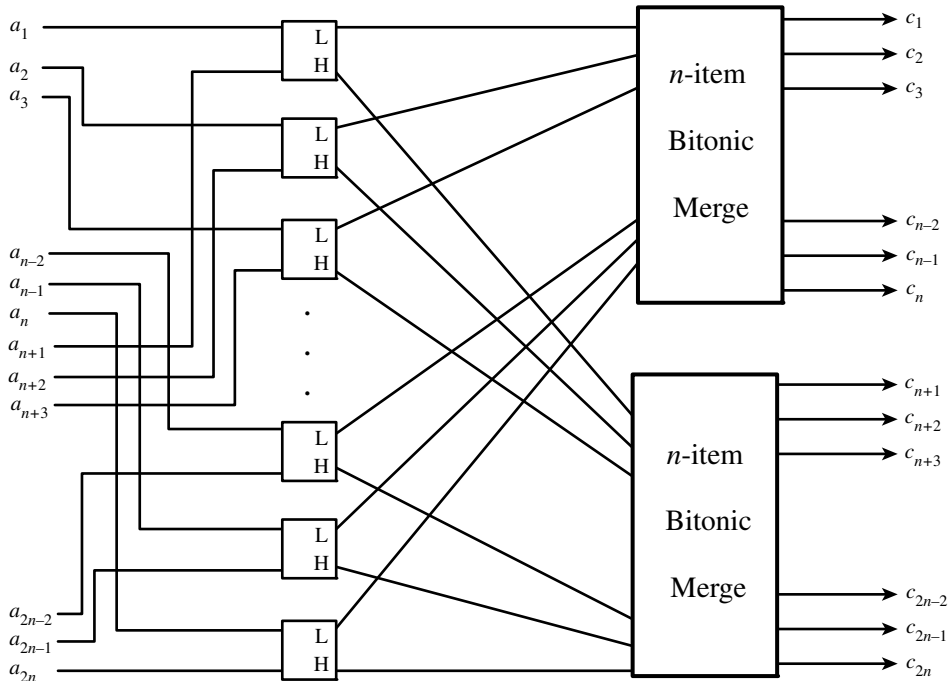 a₁
a₂
a₃
aₙ₋₂
aₙ₋₁
aₙ
aₙ₊₁
aₙ₊₂
aₙ₊₃
a₂ₙ₋₂
a₂ₙ₋₁
a₂ₙ
L
H
L
H
L
H
L
H
L
H
L
H
n-item
Bitonic
Merge
n-item
Bitonic
Merge
c₁
c₂
c₃
cₙ₋₂
cₙ₋₁
cₙ
cₙ₊₁
cₙ₊₂
cₙ₊₃
c₂ₙ₋₂
c₂ₙ₋₁
c₂ₙ